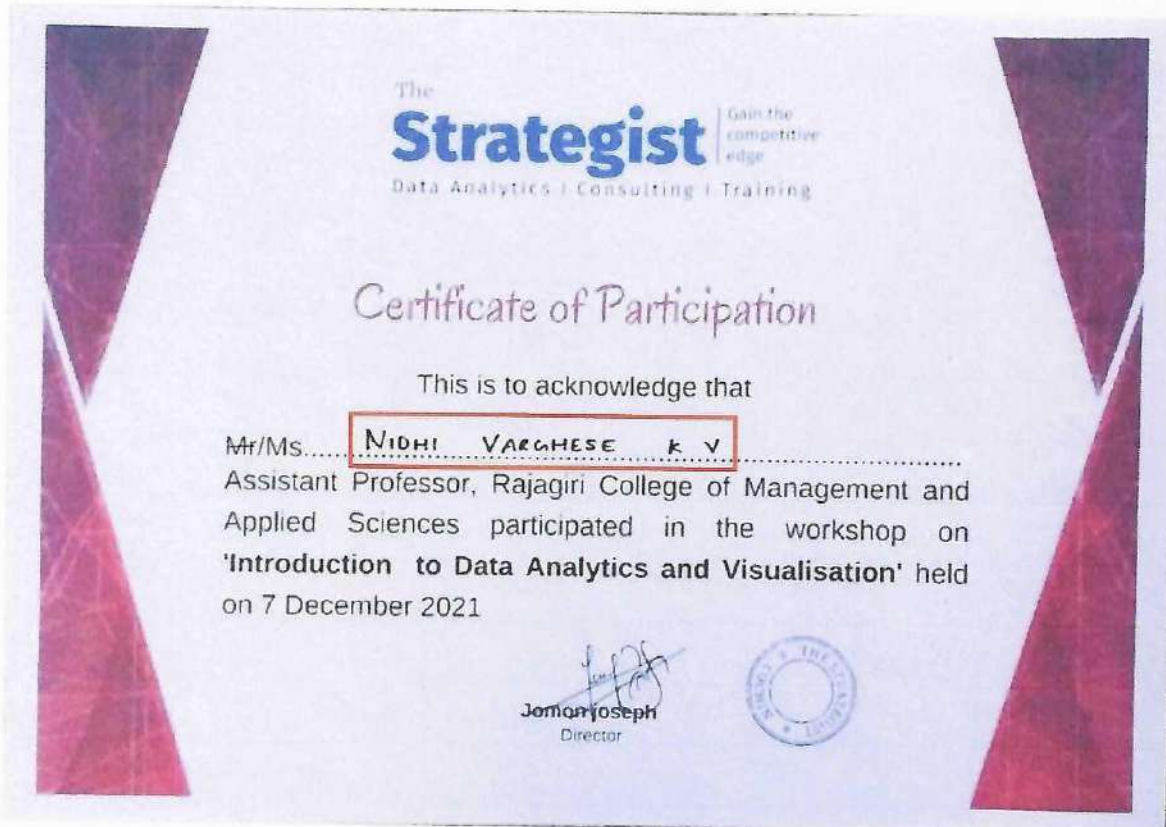 The
Strategist
Gain the
competitive
edge
Data Analytics I Consulting I Training
Certificate of Participation
This is to acknowledge that
Mr/Ms...... NIDHI VARGHESE K V
Assistant Professor, Rajagiri College of Management and
Applied Sciences participated in the workshop on
'Introduction to Data Analytics and Visualisation' held
on 7 December 2021
Jomon Joseph
Director
THE STRATEGIST